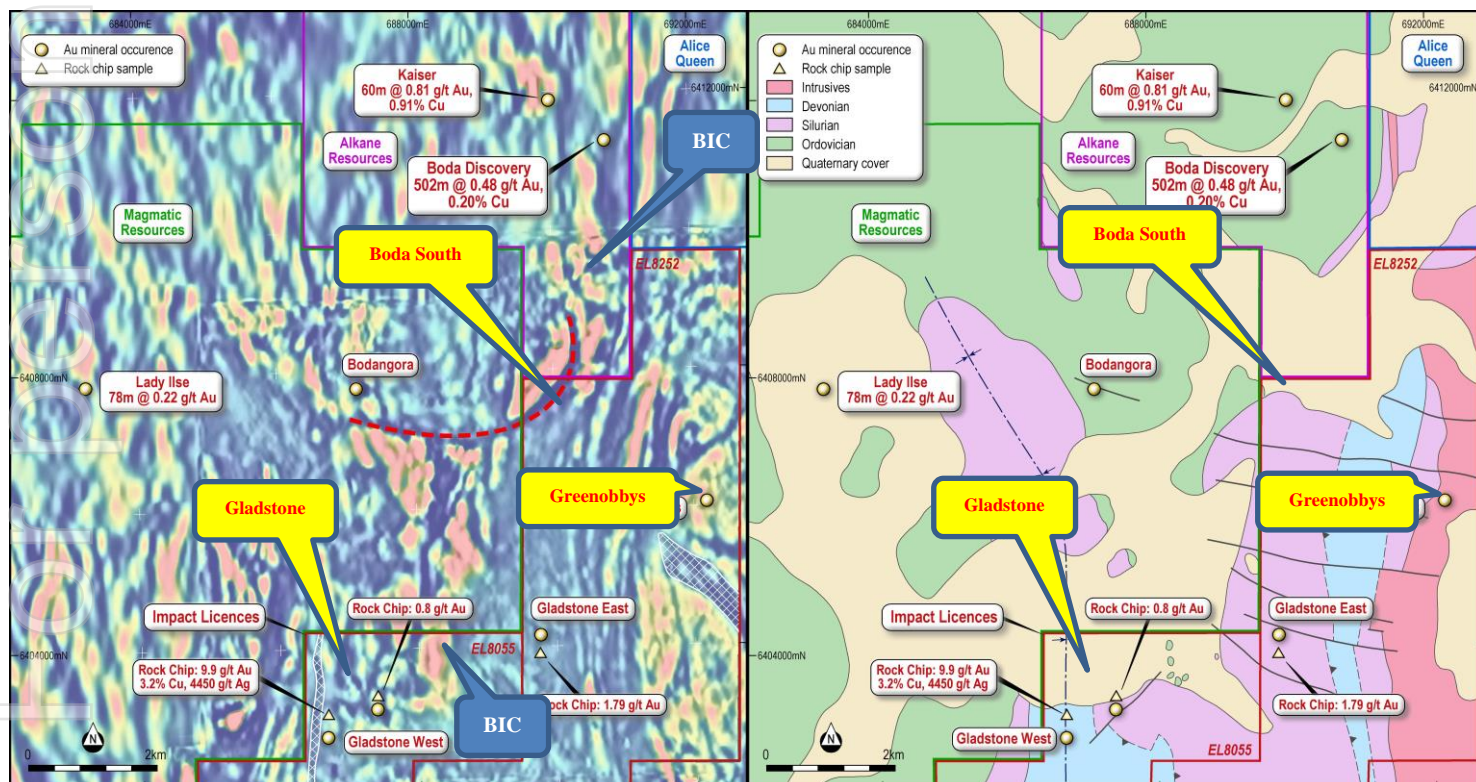 684000mE
688000mE
692000mE
Au mineral occurence
Rock chip sample
Alice
Queen
Kaiser
60m @ 0.81 g/t Au,
0.91% Cu
6412000mN
BIC
Alkane
Resources
Boda Discovery
502m @ 0.48 g/t Au,
0.20% Cu
Magmatic
Resources
Boda South
EL8252
Bodangora
6408000mN
Lady Ilse
78m @ 0.22 g/t Au
Gladstone
Greenobbys
Impact Licences
Rock Chip: 0.8 g/t Au
Gladstone East
6404000mN
EL8055
Rock Chip: 9.9 g/t Au
3.2% Cu, 4450 g/t Ag
Rock Chip: 1.79 g/t Au
BIC
Gladstone West
N
0
2km
For person
684000mE
688000mE
692000mE
Au mineral occurence
Rock chip sample
Intrusives
Devonian
Silurian
Ordovician
Quaternary cover
Alice
Queen
Kaiser
60m @ 0.81 g/t Au,
0.91% Cu
6412000mN
Alkane
Resources
Boda Discovery
502m @ 0.48 g/t Au,
0.20% Cu
Magmatic
Resources
Boda South
EL8252
Bodangora
6408000mN
Lady Ilse
78m @ 0.22 g/t Au
Gladstone
Greenobbys
Impact Licences
Rock Chip: 0.8 g/t Au
Gladstone East
6404000mN
Rock Chip: 9.9 g/t Au
3.2% Cu, 4450 g/t Ag
Rock Chip: 1.79 g/t Au
Gladstone West
EL8055
N
0
2km